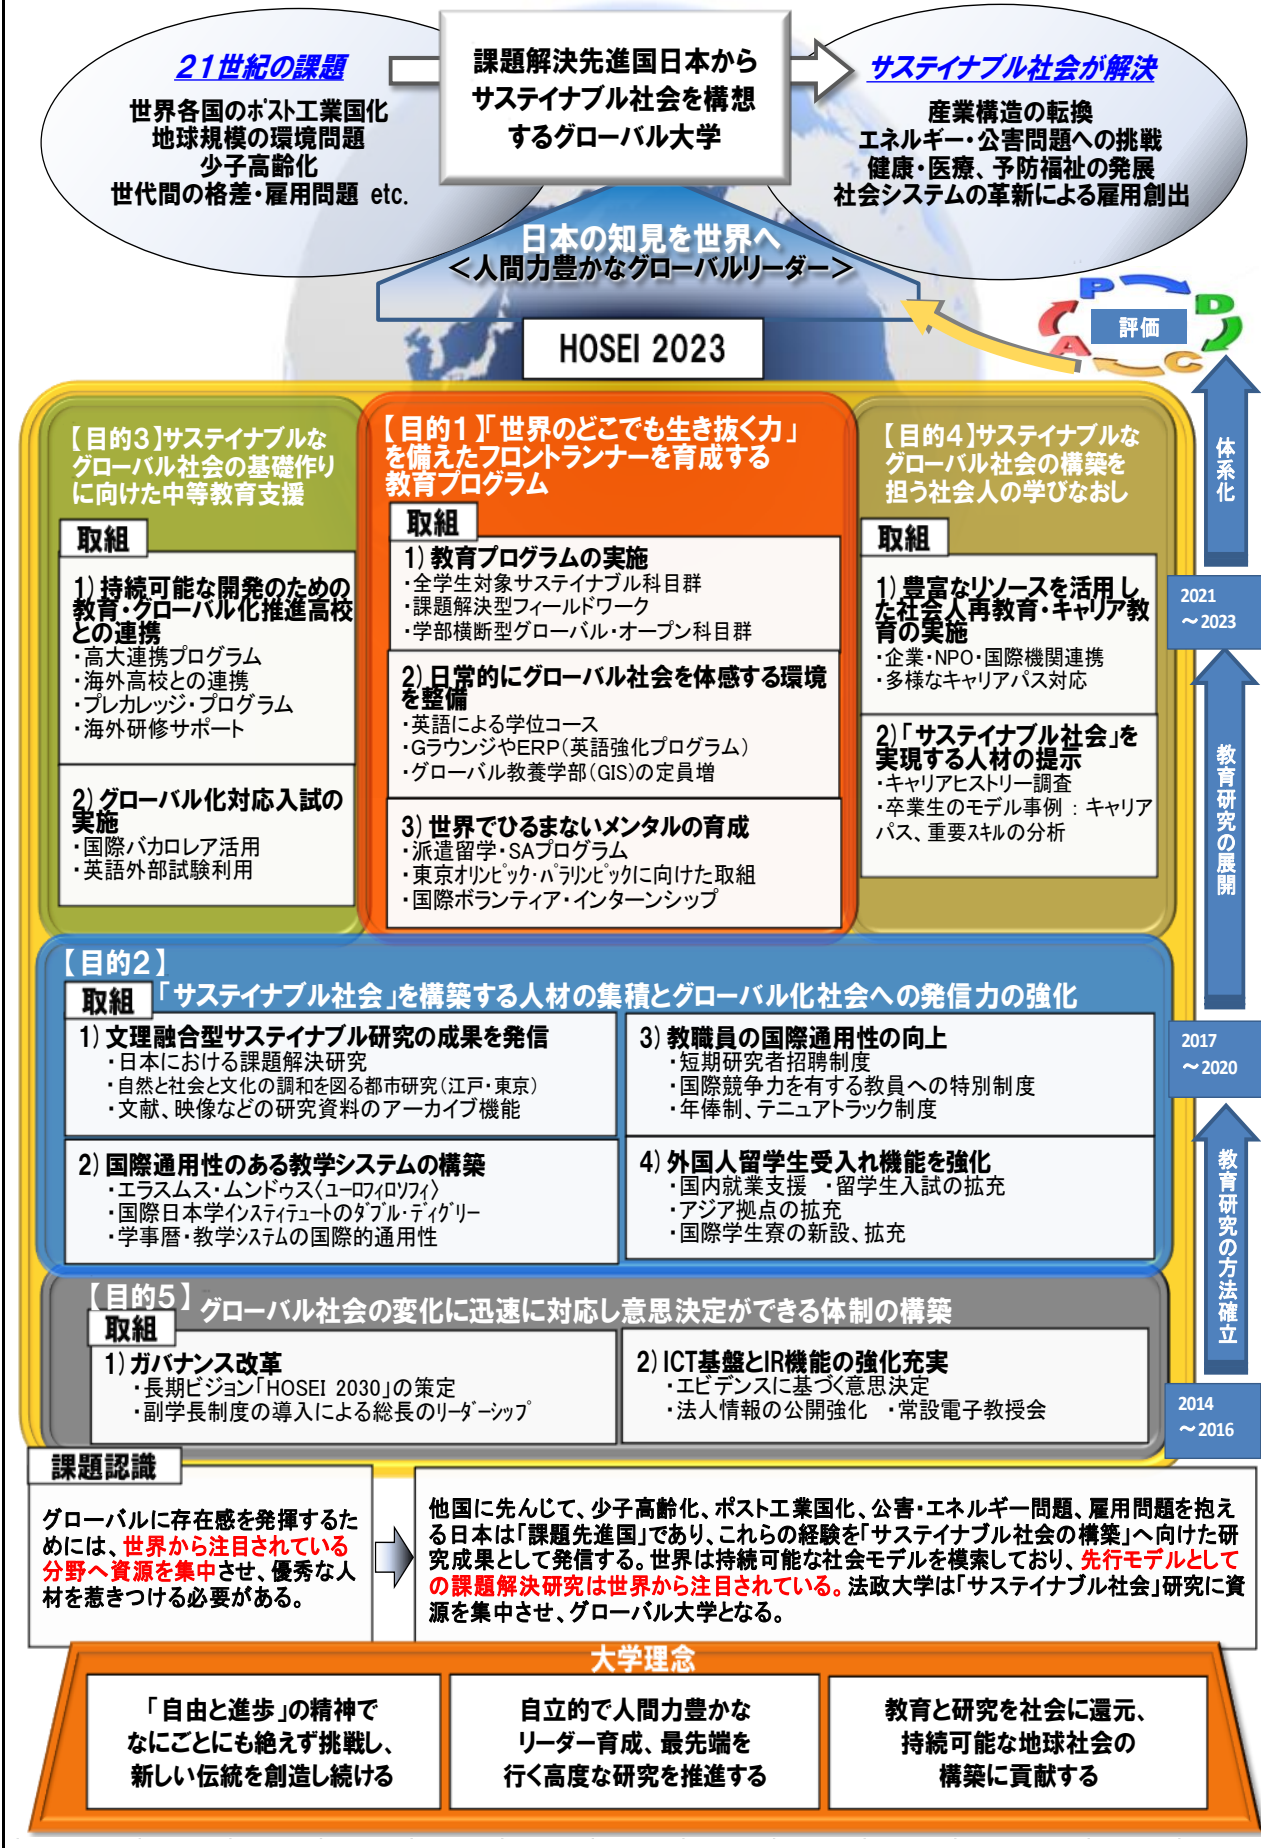 21世紀の課題
世界各国のポスト工業国化
地球規模の環境問題
少子高齢化
世代間の格差・雇用問題 etc.
課題解決先進国日本から
サステイナブル社会を構想
するグローバル大学
サステイナブル社会が解決
産業構造の転換
エネルギー・公害問題への挑戦
健康・医療、予防福祉の発展
社会システムの革新による雇用創出
日本の知見を世界へ
＜人間力豊かなグローバルリーダー＞
HOSEI 2023
P
D
C
A
評価
【目的3】サステイナブルな
グローバル社会の基礎作り
に向けた中等教育支援
取組
1) 持続可能な開発のための
教育・グローバル化推進高校
との連携
・高大連携プログラム
・海外高校との連携
・プレカレッジ・プログラム
・海外研修サポート
2) グローバル化対応入試の
実施
・国際バカロレア活用
・英語外部試験利用
【目的1】「世界のどこでも生き抜く力」
を備えたフロントランナーを育成する
教育プログラム
取組
1) 教育プログラムの実施
・全学生対象サステイナブル科目群
・課題解決型フィールドワーク
・学部横断型グローバル・オープン科目群
2) 日常的にグローバル社会を体感する環境
を整備
・英語による学位コース
・GラウンジやERP（英語強化プログラム）
・グローバル教養学部(GIS)の定員増
3) 世界でひるまないメンタルの育成
・派遣留学・SAプログラム
・東京オリンピック・パラリンピックに向けた取組
・国際ボランティア・インターンシップ
【目的4】サステイナブルな
グローバル社会の構築を
担う社会人の学びなおし
取組
1) 豊富なリソースを活用し
た社会人再教育・キャリア教
育の実施
・企業・NPO・国際機関連携
・多様なキャリアパス対応
2)「サステイナブル社会」を
実現する人材の提示
・キャリアヒストリー調査
・卒業生のモデル事例：キャリア
パス、重要スキルの分析
体系化
2021
～2023
教育研究の展開
2017
～2020
教育研究の方法確立
2014
～2016
【目的2】
取組
「サステイナブル社会」を構築する人材の集積とグローバル化社会への発信力の強化
1) 文理融合型サステイナブル研究の成果を発信
・日本における課題解決研究
・自然と社会と文化の調和を図る都市研究（江戸・東京）
・文献、映像などの研究資料のアーカイブ機能
2) 国際通用性のある教学システムの構築
・エラスムス・ムンドゥス〈ユーロフィロソフィ〉
・国際日本学インスティテュートのダブル・ディグリー
・学事暦・教学システムの国際的通用性
3) 教職員の国際通用性の向上
・短期研究者招聘制度
・国際競争力を有する教員への特別制度
・年俸制、テニュアトラック制度
4) 外国人留学生受入れ機能を強化
・国内就業支援 ・留学生入試の拡充
・アジア拠点の拡充
・国際学生寮の新設、拡充
【目的5】
取組
グローバル社会の変化に迅速に対応し意思決定ができる体制の構築
1) ガバナンス改革
・長期ビジョン「HOSEI 2030」の策定
・副学長制度の導入による総長のリーダーシップ
2) ICT基盤とIR機能の強化充実
・エビデンスに基づく意思決定
・法人情報の公開強化 ・常設電子教授会
課題認識
グローバルに存在感を発揮するた
めには、世界から注目されている
分野へ資源を集中させ、優秀な人
材を惹きつける必要がある。
他国に先んじて、少子高齢化、ポスト工業国化、公害・エネルギー問題、雇用問題を抱え
る日本は「課題先進国」であり、これらの経験を「サステイナブル社会の構築」へ向けた研
究成果として発信する。世界は持続可能な社会モデルを模索しており、先行モデルとして
の課題解決研究は世界から注目されている。法政大学は「サステイナブル社会」研究に資
源を集中させ、グローバル大学となる。
大学理念
「自由と進歩」の精神で
なにごとにも絶えず挑戦し、
新しい伝統を創造し続ける
自立的で人間力豊かな
リーダー育成、最先端を
行く高度な研究を推進する
教育と研究を社会に還元、
持続可能な地球社会の
構築に貢献する